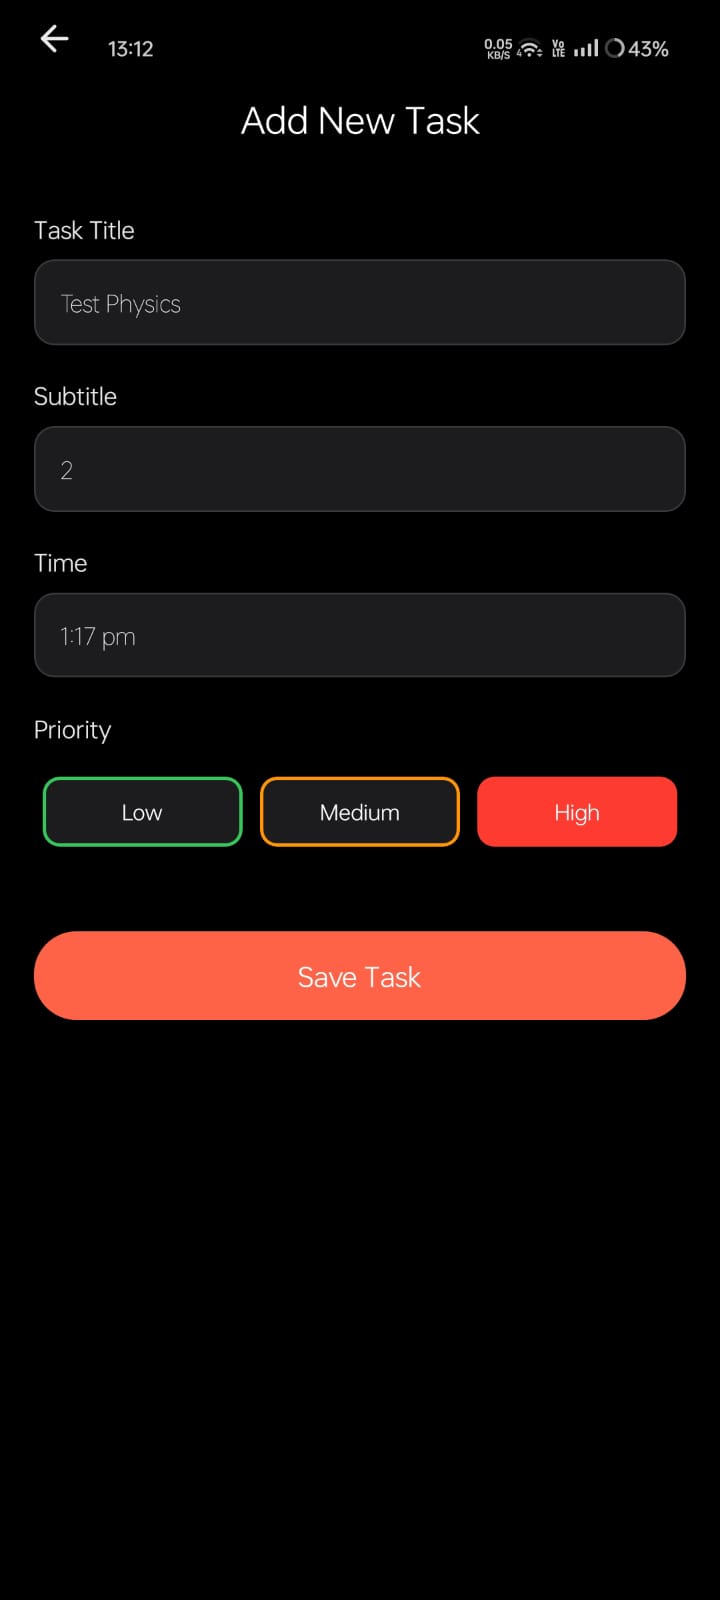 13:12 0.05 KB/S 4 Vo LTE 43%
Add New Task
Task Title
Test Physics
Subtitle
2
Time
1:17 pm
Priority
Low Medium High
Save Task